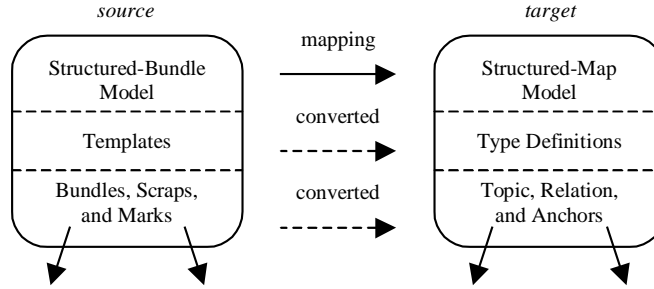 source
target
mapping
Structured-Bundle
Model
Structured-Map
Model
converted
Templates
Type Definitions
converted
Bundles, Scraps,
and Marks
Topic, Relation,
and Anchors